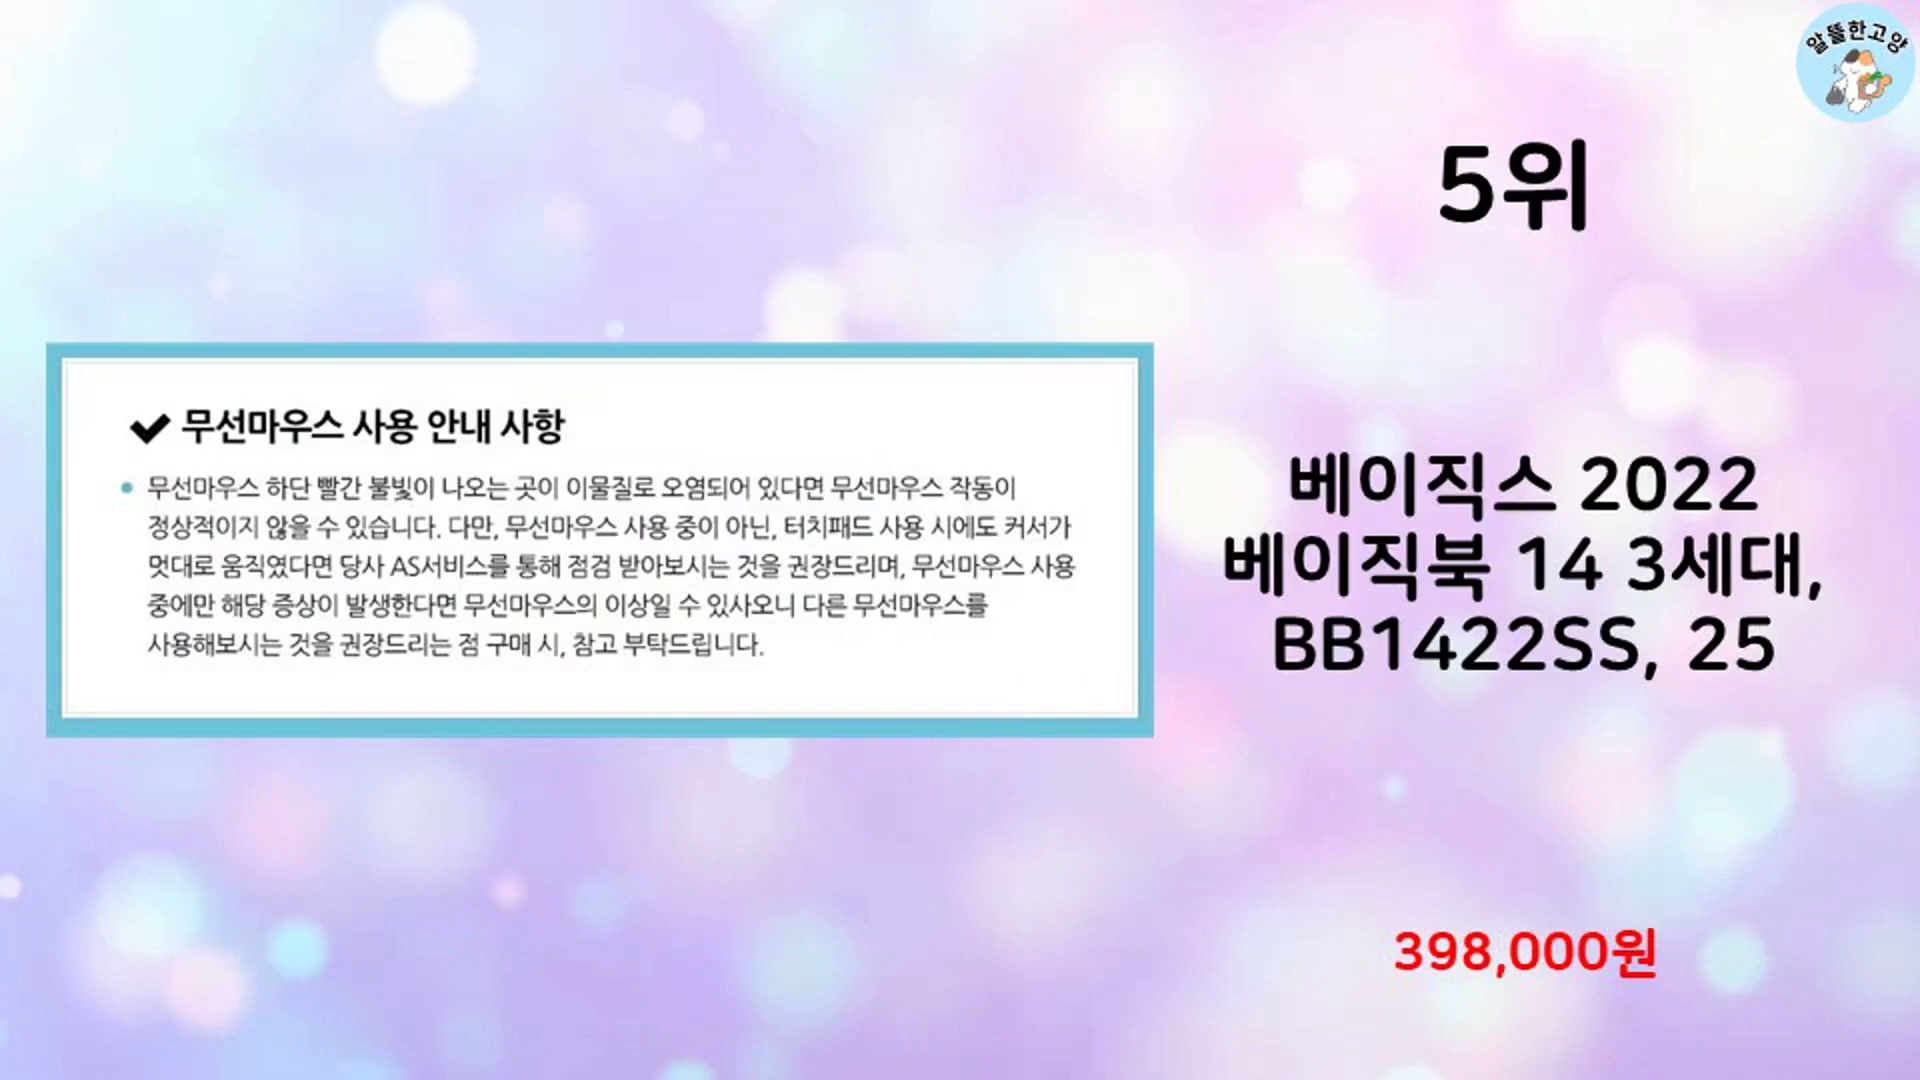 알뜰한고양
5위
✔ 무선마우스 사용 안내 사항
• 무선마우스 하단 빨간 불빛이 나오는 곳이 이물질로 오염되어 있다면 무선마우스 작동이
정상적이지 않을 수 있습니다. 다만, 무선마우스 사용 중이 아닌, 터치패드 사용 시에도 커서가
멋대로 움직였다면 당사 AS서비스를 통해 점검 받아보시는 것을 권장드리며, 무선마우스 사용
중에만 해당 증상이 발생한다면 무선마우스의 이상일 수 있사오니 다른 무선마우스를
사용해보시는 것을 권장드리는 점 구매 시, 참고 부탁드립니다.
베이직스 2022
베이직북 14 3세대,
BB1422SS, 25
398,000원